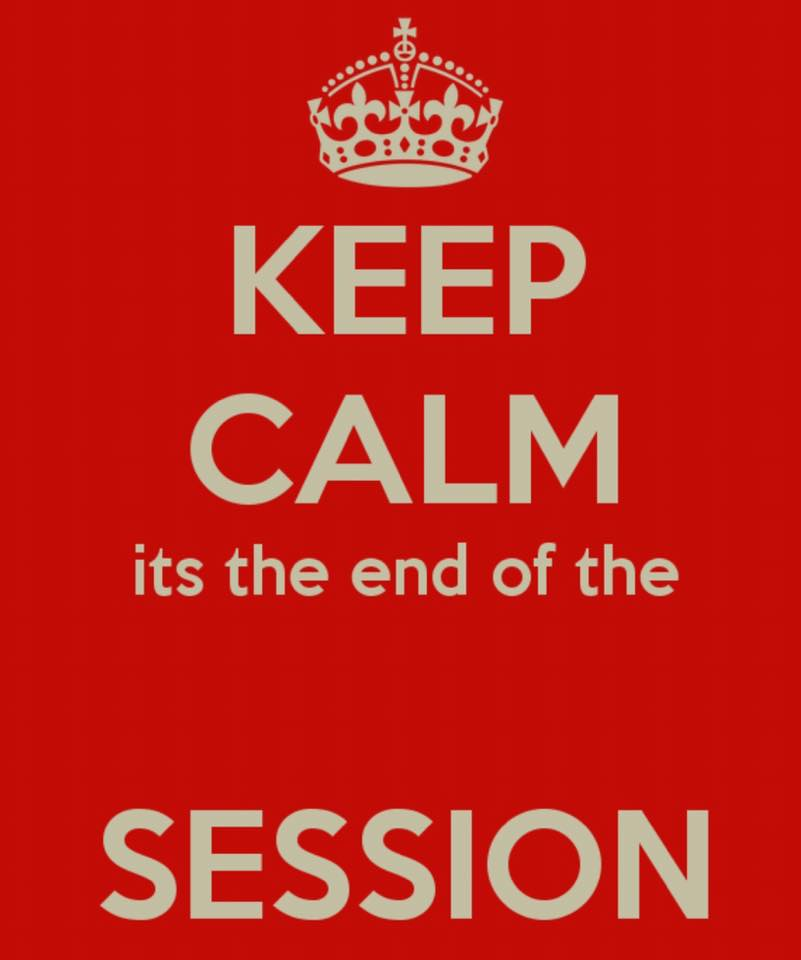 KEEP
CALM
its the end of the
SESSION